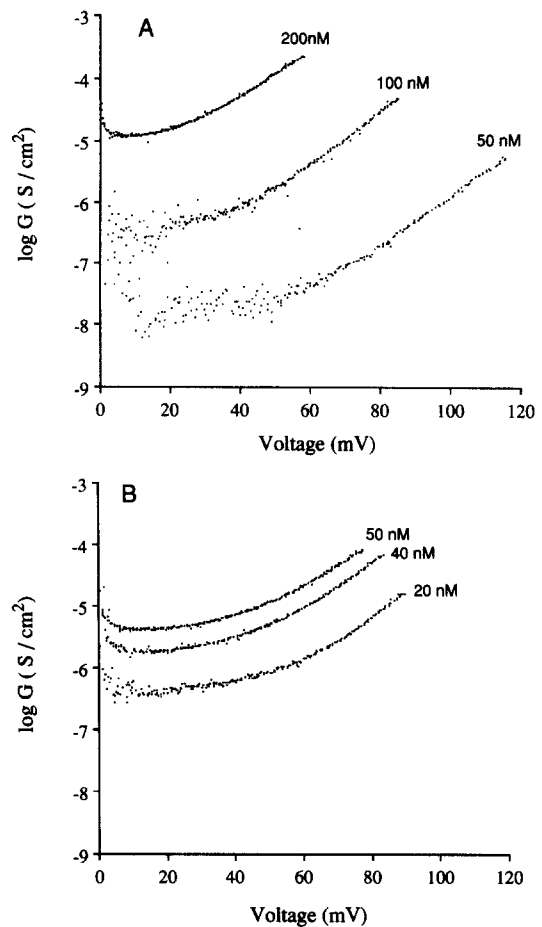 A
-3
-4
-5
-6
-7
-8
-9
log G ( S / cm²)
200nM
100 nM
50 nM
0 20 40 60 80 100 120
Voltage (mV)
B
-3
-4
-5
-6
-7
-8
-9
log G ( S / cm²)
50 nM
40 nM
20 nM
0 20 40 60 80 100 120
Voltage (mV)